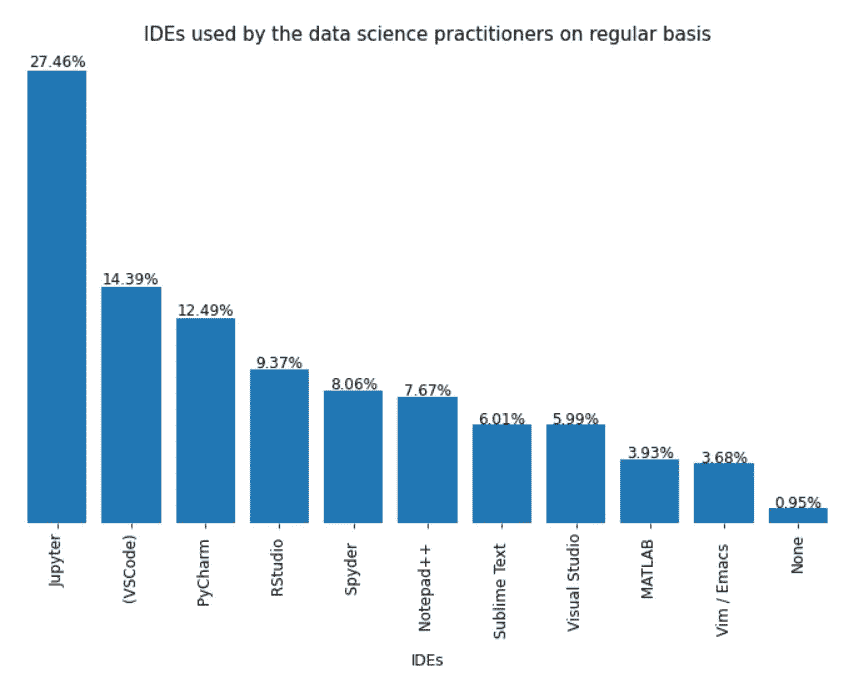 IDEs used by the data science practitioners on regular basis
27.46%
14.39%
12.49%
9.37%
8.06%
7.67%
6.01%
5.99%
3.93%
3.68%
0.95%
Jupyter
(VSCode)
PyCharm
RStudio
Spyder
Notepad++
Sublime Text
Visual Studio
MATLAB
Vim / Emacs
None
IDEs